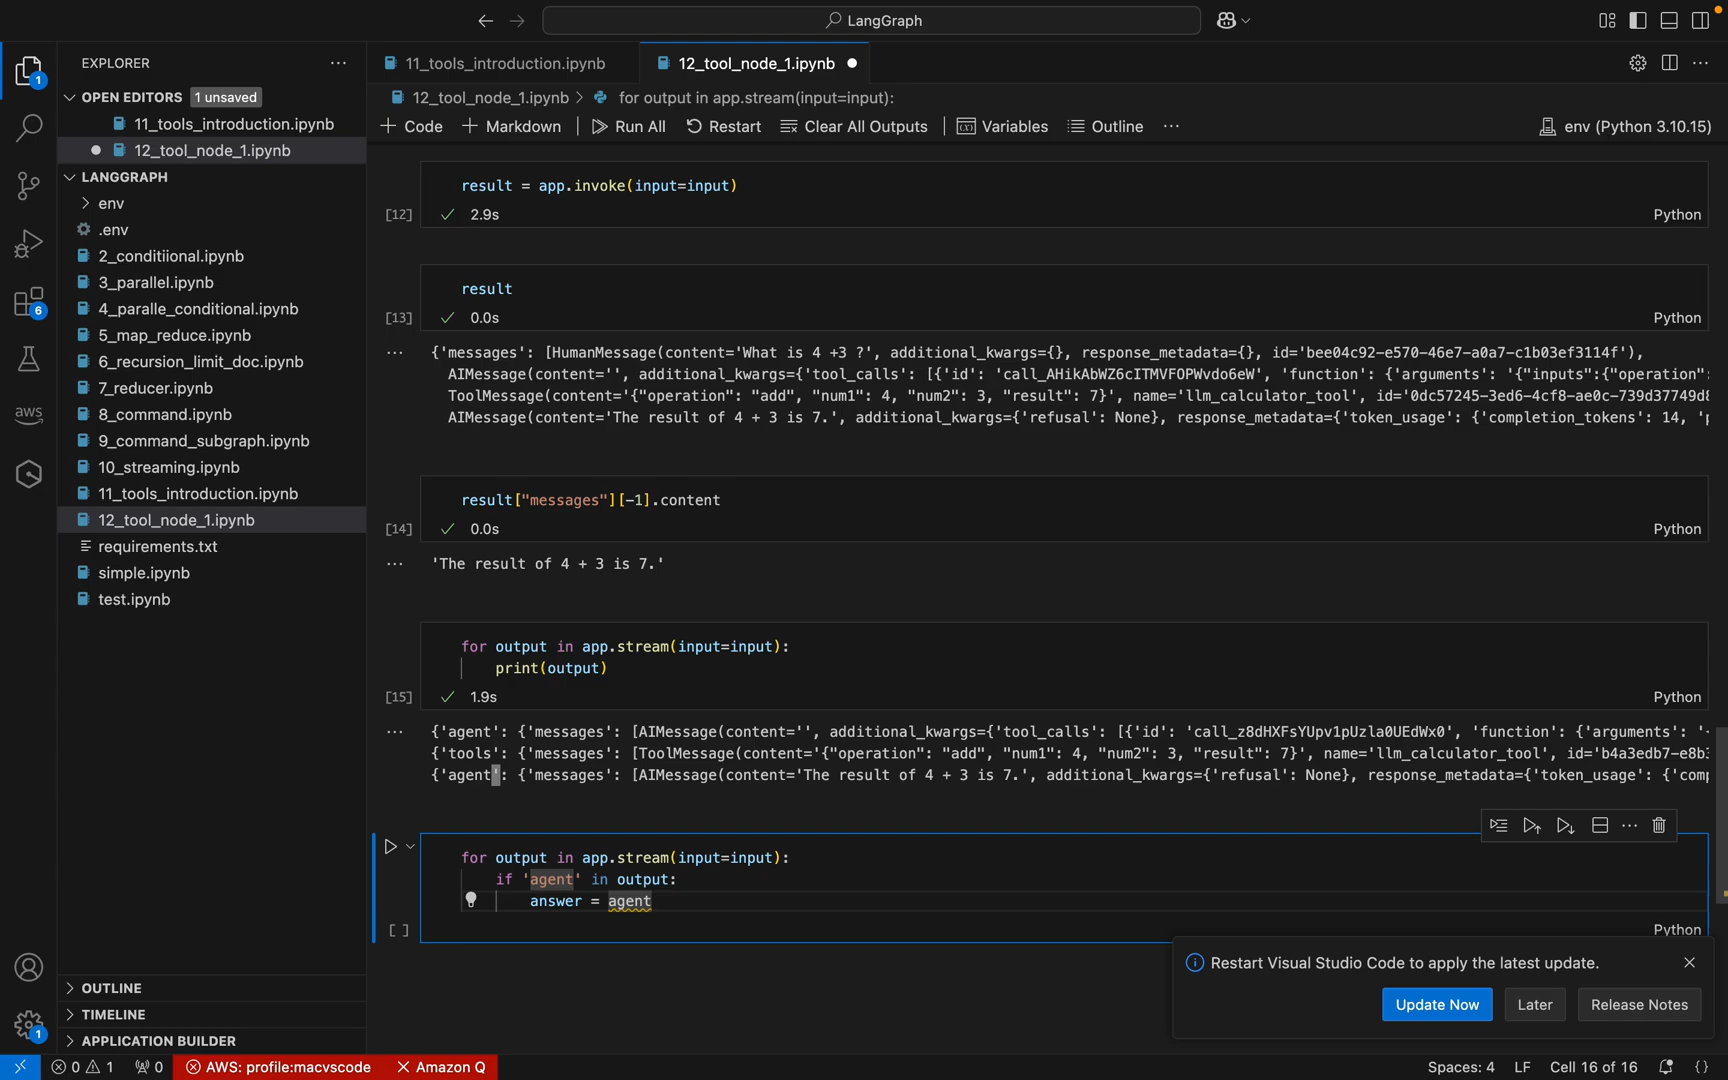 LangGraph
EXPLORER
OPEN EDITORS 1 unsaved
11_tools_introduction.ipynb
12_tool_node_1.ipynb
LANGGRAPH
env
.env
2_conditiional.ipynb
3_parallel.ipynb
4_paralle_conditional.ipynb
5_map_reduce.ipynb
6_recursion_limit_doc.ipynb
7_reducer.ipynb
8_command.ipynb
9_command_subgraph.ipynb
10_streaming.ipynb
11_tools_introduction.ipynb
12_tool_node_1.ipynb
requirements.txt
simple.ipynb
test.ipynb
OUTLINE
TIMELINE
APPLICATION BUILDER
1
6
aws
1
11_tools_introduction.ipynb
12_tool_node_1.ipynb
12_tool_node_1.ipynb > for output in app.stream(input=input):
+ Code + Markdown Run All Restart Clear All Outputs Variables Outline ... env (Python 3.10.15)
result = app.invoke(input=input)
[12] ✓ 2.9s Python
result
[13] ✓ 0.0s Python
{'messages': [HumanMessage(content='What is 4 +3 ?', additional_kwargs={}, response_metadata={}, id='bee04c92-e570-46e7-a0a7-c1b03ef3114f'),
AIMessage(content='', additional_kwargs={'tool_calls': [{'id': 'call_AHikAbWZ6cITMVFOPWvdo6eW', 'function': {'arguments': '{"inputs":{"operation":
ToolMessage(content='{"operation": "add", "num1": 4, "num2": 3, "result": 7}', name='llm_calculator_tool', id='0dc57245-3ed6-4cf8-ae0c-739d37749d8
AIMessage(content='The result of 4 + 3 is 7.', additional_kwargs={'refusal': None}, response_metadata={'token_usage': {'completion_tokens': 14, 'p
result["messages"][-1].content
[14] ✓ 0.0s Python
'The result of 4 + 3 is 7.'
for output in app.stream(input=input):
print(output)
[15] ✓ 1.9s Python
{'agent': {'messages': [AIMessage(content='', additional_kwargs={'tool_calls': [{'id': 'call_z8dHXFsYUpv1pUzla0UEdWx0', 'function': {'arguments': '
{'tools': {'messages': [ToolMessage(content='{"operation": "add", "num1": 4, "num2": 3, "result": 7}', name='llm_calculator_tool', id='b4a3edb7-e8b
{'agent': {'messages': [AIMessage(content='The result of 4 + 3 is 7.', additional_kwargs={'refusal': None}, response_metadata={'token_usage': {'com
for output in app.stream(input=input):
if 'agent' in output:
answer = agent
[ ] Python
Restart Visual Studio Code to apply the latest update.
Update Now Later Release Notes
0 1 0 AWS: profile:macvscode Amazon Q Spaces: 4 LF Cell 16 of 16 {}